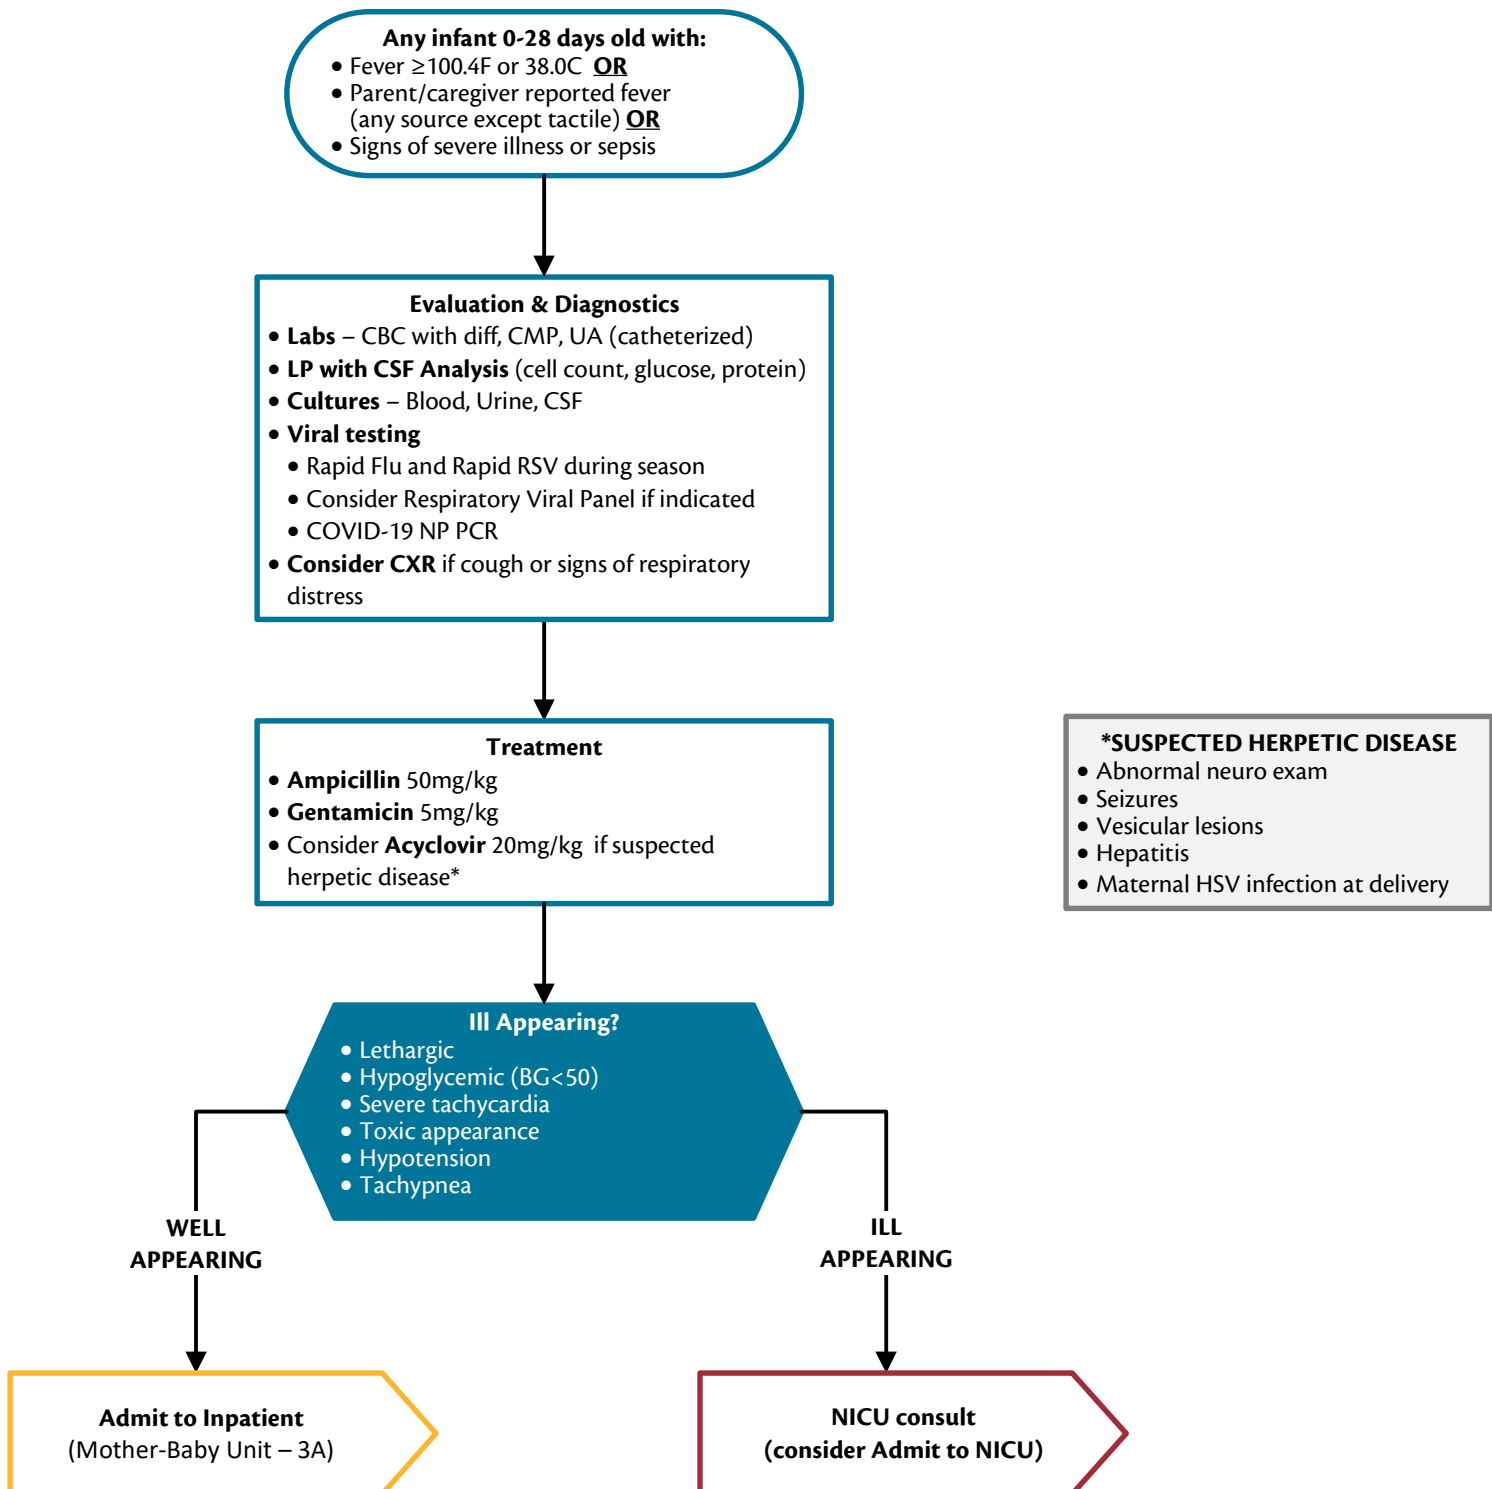 Any infant 0-28 days old with:
• Fever ≥100.4F or 38.0C OR
• Parent/caregiver reported fever
(any source except tactile) OR
• Signs of severe illness or sepsis
Evaluation & Diagnostics
• Labs – CBC with diff, CMP, UA (catheterized)
• LP with CSF Analysis (cell count, glucose, protein)
• Cultures – Blood, Urine, CSF
• Viral testing
• Rapid Flu and Rapid RSV during season
• Consider Respiratory Viral Panel if indicated
• COVID-19 NP PCR
• Consider CXR if cough or signs of respiratory
distress
Treatment
• Ampicillin 50mg/kg
• Gentamicin 5mg/kg
• Consider Acyclovir 20mg/kg if suspected
herpetic disease*
*SUSPECTED HERPETIC DISEASE
• Abnormal neuro exam
• Seizures
• Vesicular lesions
• Hepatitis
• Maternal HSV infection at delivery
Ill Appearing?
• Lethargic
• Hypoglycemic (BG<50)
• Severe tachycardia
• Toxic appearance
• Hypotension
• Tachypnea
WELL
APPEARING
ILL
APPEARING
Admit to Inpatient
(Mother-Baby Unit – 3A)
NICU consult
(consider Admit to NICU)